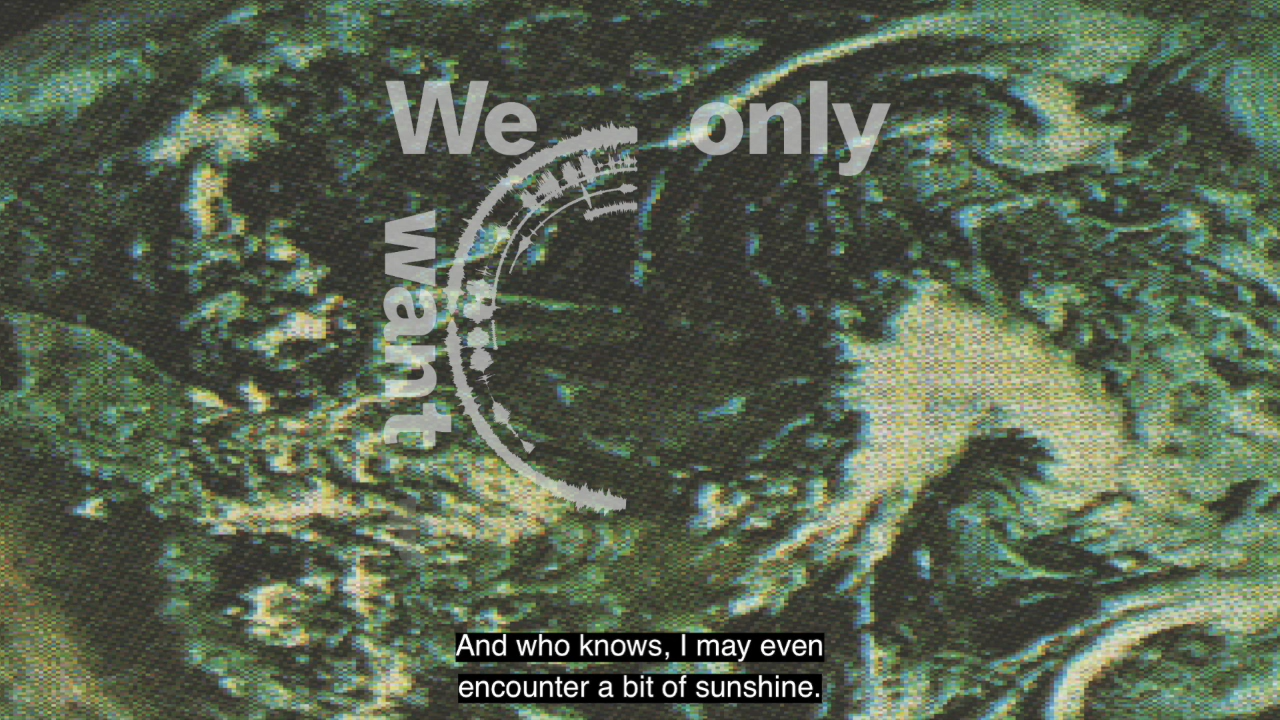 We only
want
And who knows, I may even
encounter a bit of sunshine.